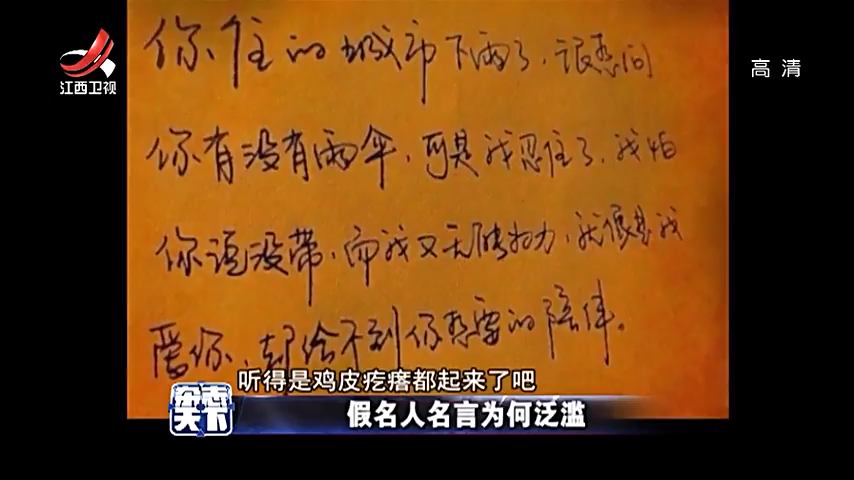 江西卫视
高清
你住的城市下雨了，很想问
你有没有雨伞，可是我忍住了，我怕
你说没带，而我又无能为力，就像是我
爱你，却给不到你想要的陪伴。
听得是鸡皮疙瘩都起来了吧
杂志天下
假名人名言为何泛滥